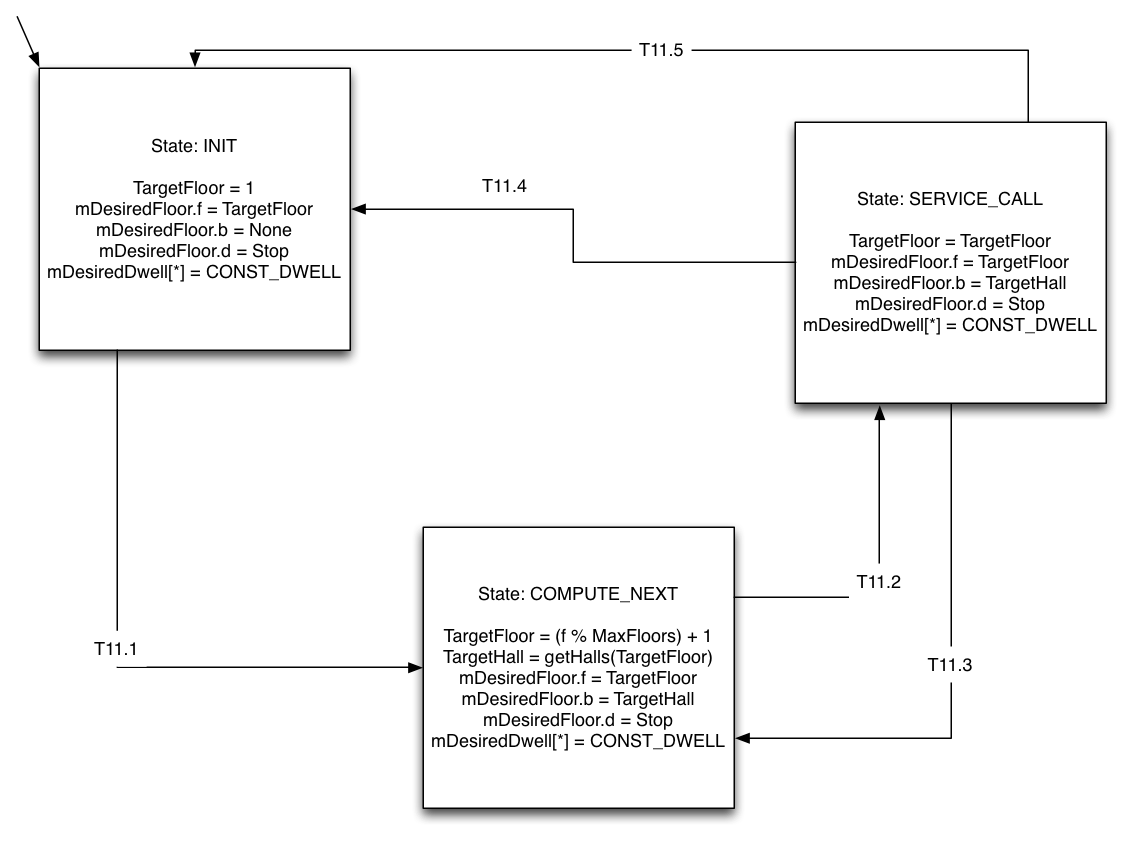 T11.5
State: INIT
TargetFloor = 1
mDesiredFloor.f = TargetFloor
mDesiredFloor.b = None
mDesiredFloor.d = Stop
mDesiredDwell[*] = CONST_DWELL
T11.4
State: SERVICE_CALL
TargetFloor = TargetFloor
mDesiredFloor.f = TargetFloor
mDesiredFloor.b = TargetHall
mDesiredFloor.d = Stop
mDesiredDwell[*] = CONST_DWELL
T11.2
T11.1
T11.3
State: COMPUTE_NEXT
TargetFloor = (f % MaxFloors) + 1
TargetHall = getHalls(TargetFloor)
mDesiredFloor.f = TargetFloor
mDesiredFloor.b = TargetHall
mDesiredFloor.d = Stop
mDesiredDwell[*] = CONST_DWELL